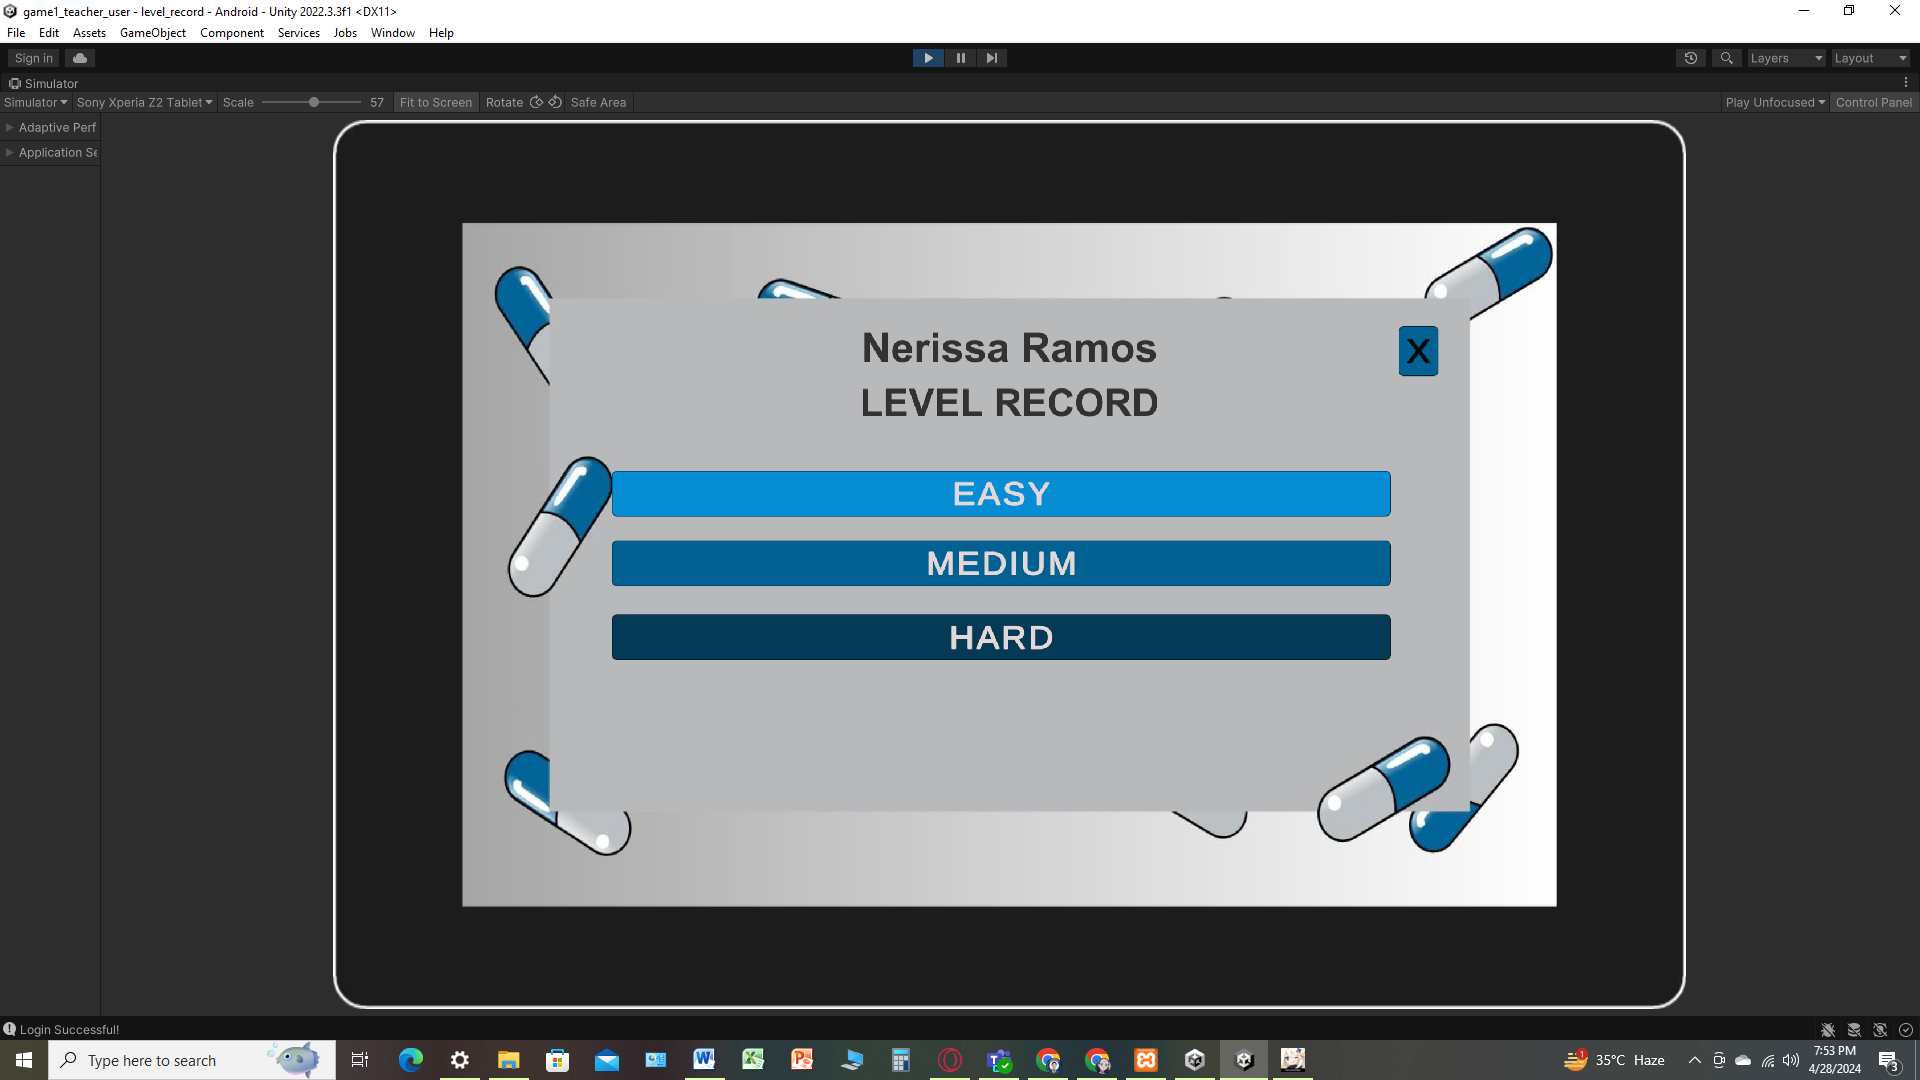 game1_teacher_user - level_record - Android - Unity 2022.3.3f1 <DX11>
File Edit Assets GameObject Component Services Jobs Window Help
Sign in Layers Layout
Simulator
Simulator Sony Xperia Z2 Tablet Scale 57 Fit to Screen Rotate Safe Area Play Unfocused Control Panel
Adaptive Perf
Application Se
Nerissa Ramos
X
LEVEL RECORD
EASY
MEDIUM
HARD
Login Successful!
Type here to search
35°C Haze
7:53 PM
4/28/2024
3